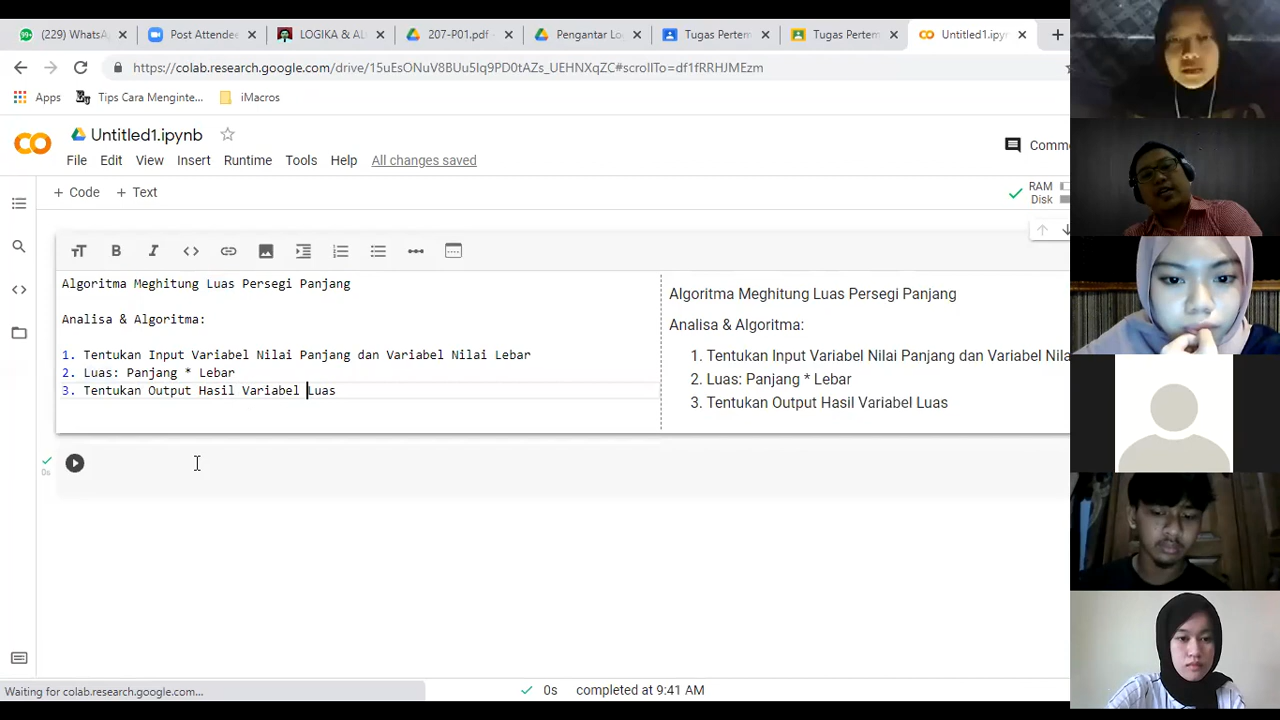 (229) WhatsA
Post Attendee
LOGIKA & AL
207-P01.pdf
Pengantar Lo
Tugas Pertem
Tugas Pertem
Untitled1.ipyn
https://colab.research.google.com/drive/15uEsONuV8BUu5Iq9PD0tAZs_UEHNXqZC#scrollTo=df1fRRHJMEzm
Apps
Tips Cara Menginte...
iMacros
Untitled1.ipynb
File Edit View Insert Runtime Tools Help All changes saved
Comme
+ Code + Text
RAM
Disk
Algoritma Meghitung Luas Persegi Panjang
Analisa & Algoritma:
1. Tentukan Input Variabel Nilai Panjang dan Variabel Nilai Lebar
2. Luas: Panjang * Lebar
3. Tentukan Output Hasil Variabel Luas
Algoritma Meghitung Luas Persegi Panjang
Analisa & Algoritma:
1. Tentukan Input Variabel Nilai Panjang dan Variabel Nila
2. Luas: Panjang * Lebar
3. Tentukan Output Hasil Variabel Luas
0s
Waiting for colab.research.google.com...
0s completed at 9:41 AM